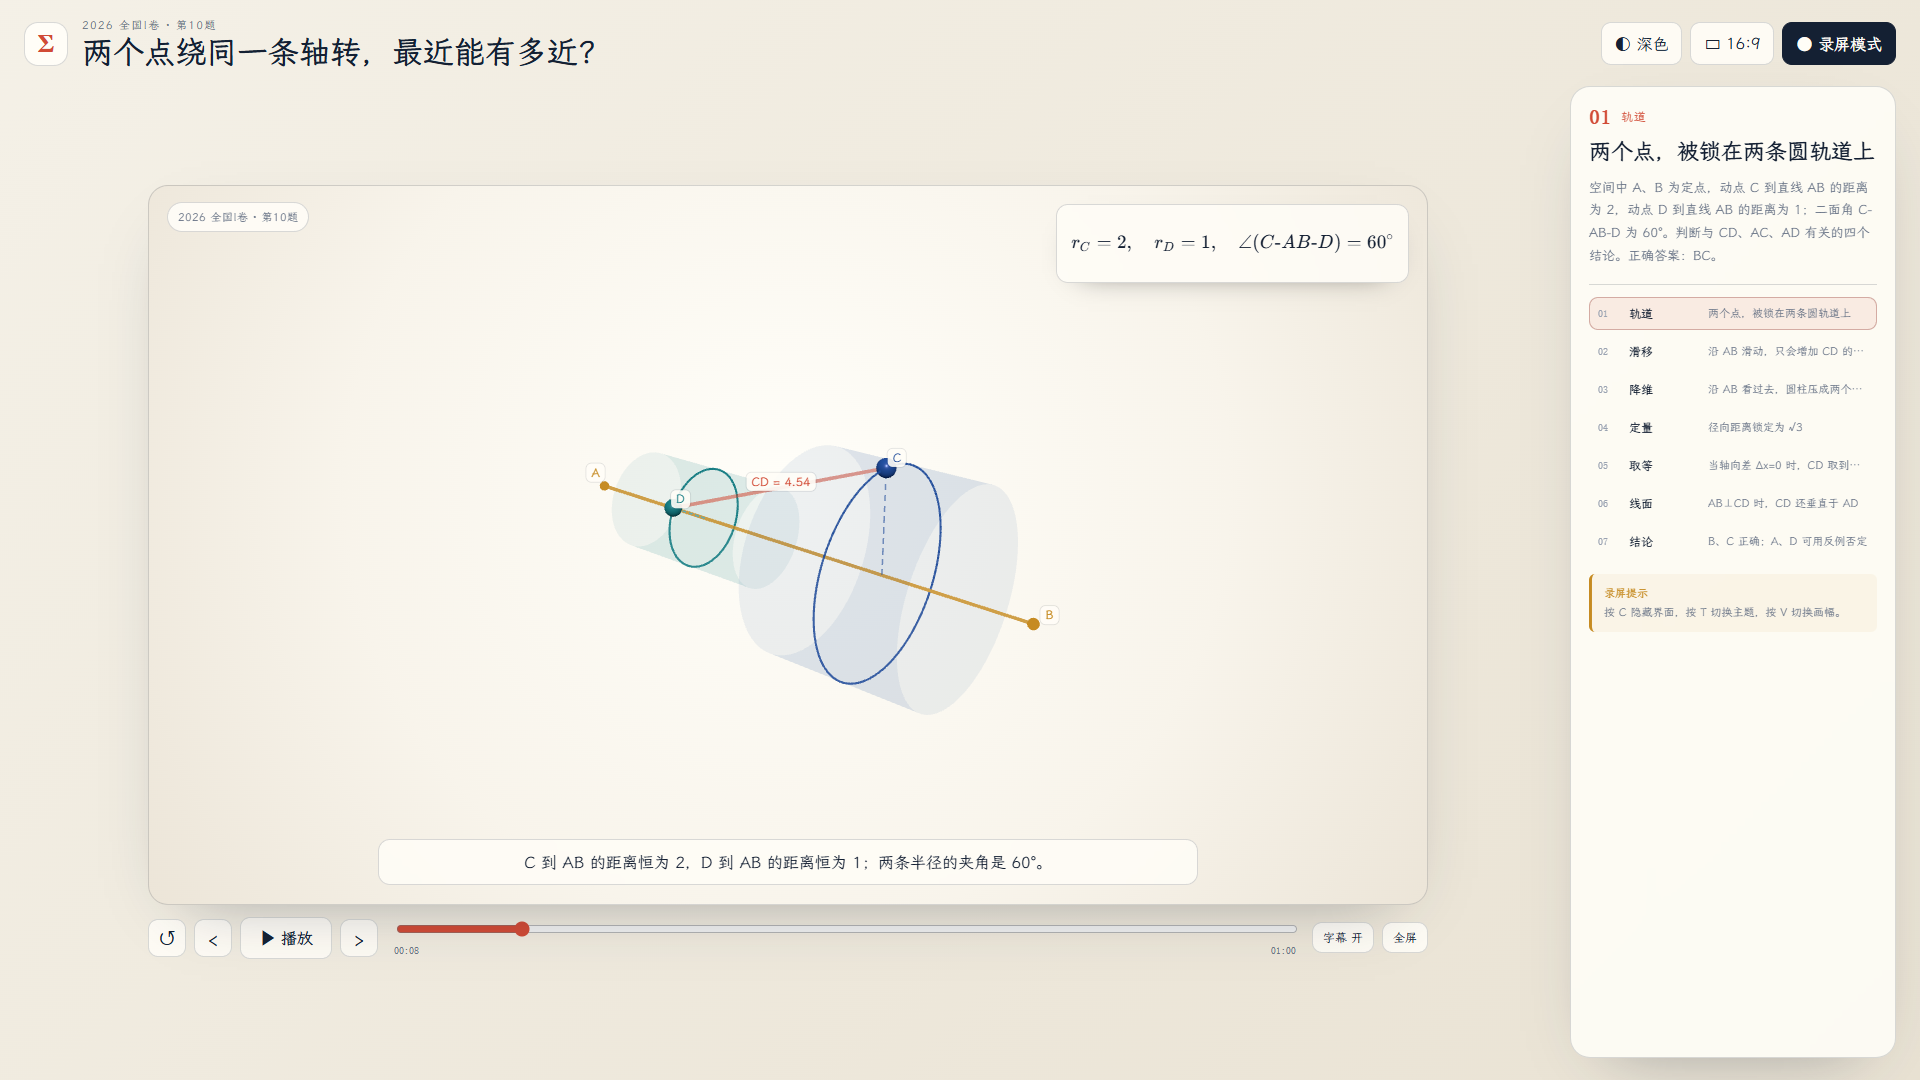 Σ
2026 全国I卷 · 第10题
两个点绕同一条轴转，最近能有多近？
深色
16:9
录屏模式
2026 全国I卷 · 第10题
r_C = 2, r_D = 1, ∠(C-AB-D) = 60°
A
D
CD = 4.54
C
B
C 到 AB 的距离恒为 2，D 到 AB 的距离恒为 1；两条半径的夹角是 60°。
<
播放
>
00:08
01:00
字幕 开
全屏
01 轨道
两个点，被锁在两条圆轨道上
空间中 A、B 为定点，动点 C 到直线 AB 的距离
为 2，动点 D 到直线 AB 的距离为 1；二面角 C-
AB-D 为 60°。判断与 CD、AC、AD 有关的四个
结论。正确答案：BC。
01 轨道 两个点，被锁在两条圆轨道上
02 滑移 沿 AB 滑动，只会增加 CD 的…
03 降维 沿 AB 看过去，圆柱压成两个…
04 定量 径向距离锁定为 √3
05 取等 当轴向差 Δx=0 时，CD 取到…
06 线面 AB⊥CD 时，CD 还垂直于 AD
07 结论 B、C 正确；A、D 可用反例否定
录屏提示
按 C 隐藏界面，按 T 切换主题，按 V 切换画幅。